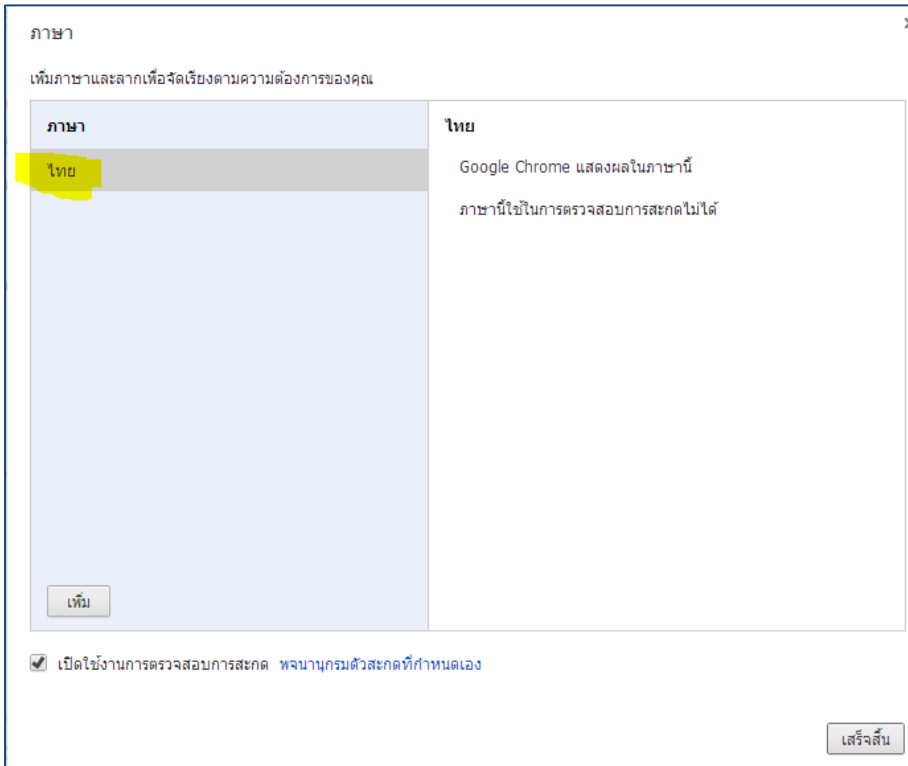 ภาษา
เพิ่มภาษาและลากเพื่อจัดเรียงตามความต้องการของคุณ
ภาษา
ไทย
ไทย
Google Chrome แสดงผลในภาษานี้
ภาษานี้ใช้ในการตรวจสอบการสะกดไม่ได้
เพิ่ม
เปิดใช้งานการตรวจสอบการสะกด พจนานุกรมตัวสะกดที่กำหนดเอง
เสร็จสิ้น